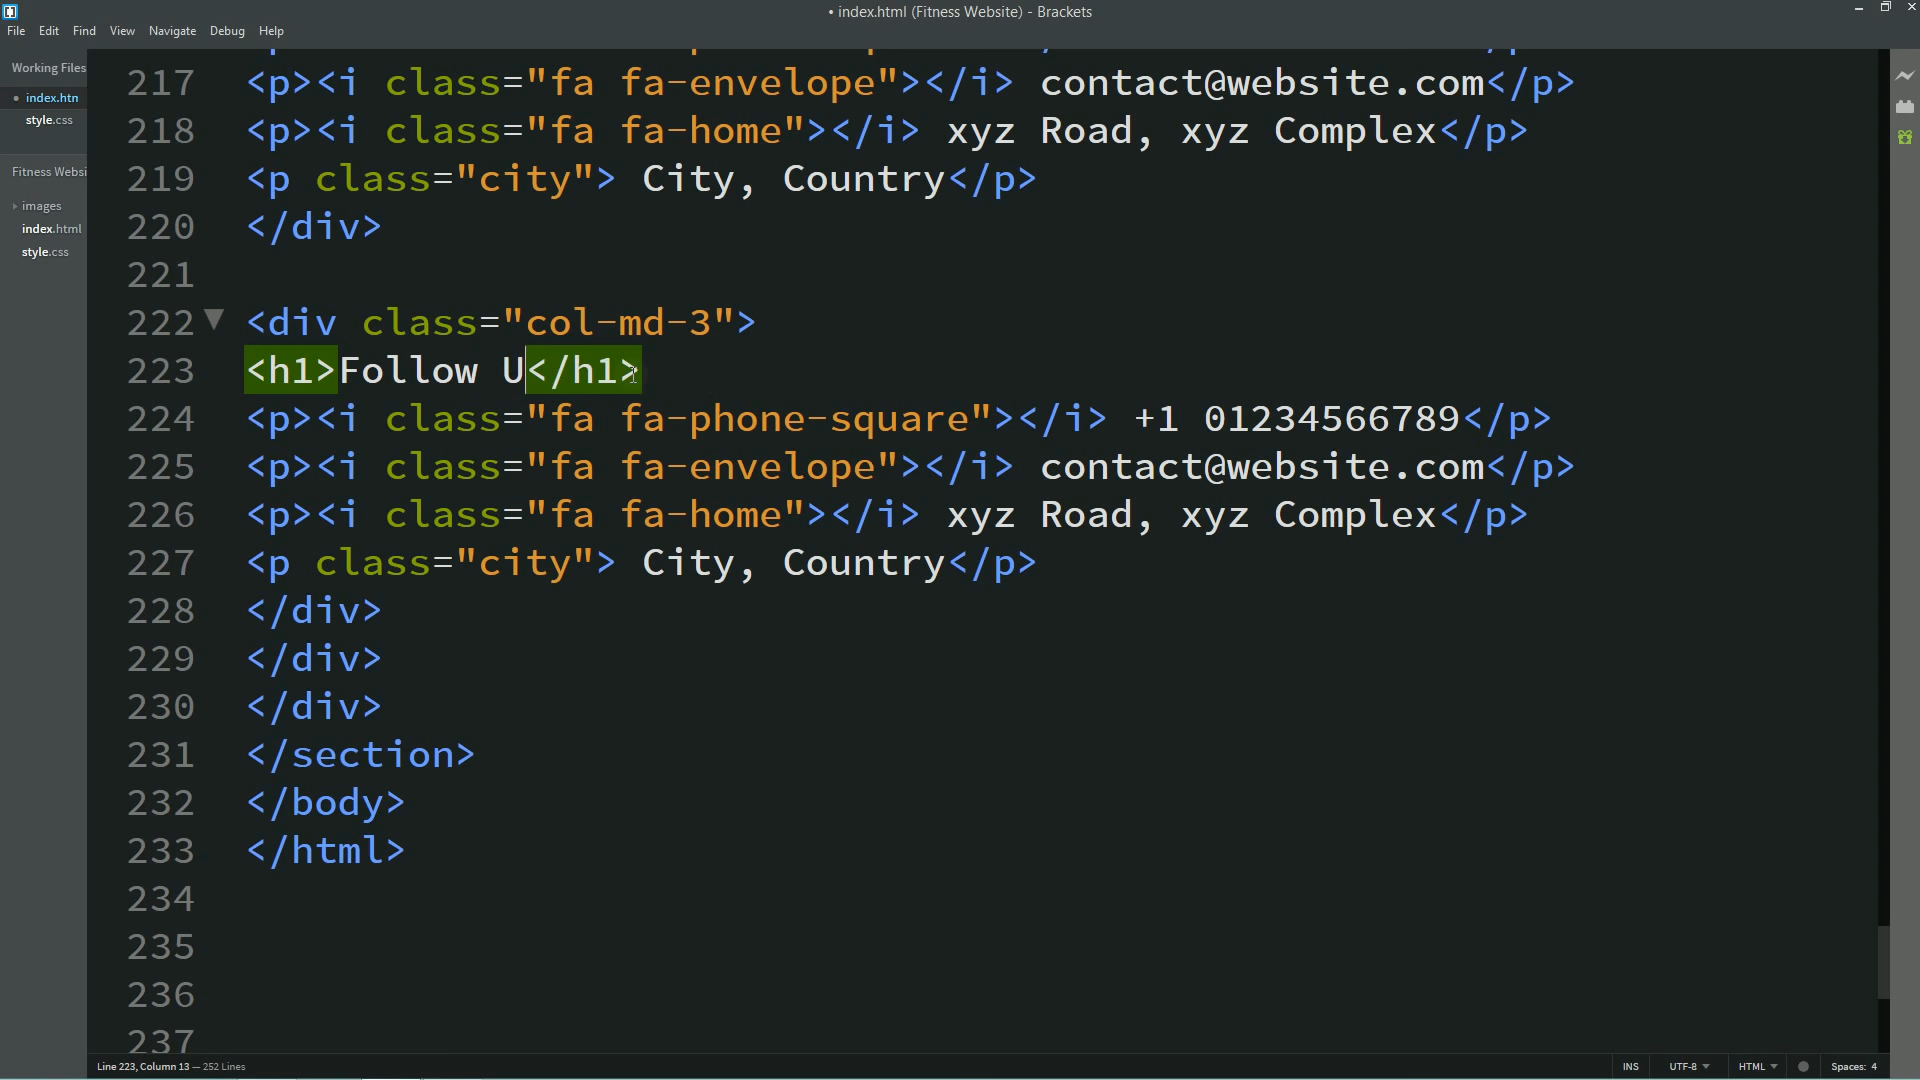 • index.html (Fitness Website) - Brackets
File Edit Find View Navigate Debug Help
Working Files
• index.htn
style.css
Fitness Websi
images
index.html
style.css
217 <p><i class="fa fa-envelope"></i> contact@website.com</p>
218 <p><i class="fa fa-home"></i> xyz Road, xyz Complex</p>
219 <p class="city"> City, Country</p>
220 </div>
221
222 <div class="col-md-3">
223 <h1>Follow U</h1>
224 <p><i class="fa fa-phone-square"></i> +1 01234566789</p>
225 <p><i class="fa fa-envelope"></i> contact@website.com</p>
226 <p><i class="fa fa-home"></i> xyz Road, xyz Complex</p>
227 <p class="city"> City, Country</p>
228 </div>
229 </div>
230 </div>
231 </section>
232 </body>
233 </html>
234
235
236
237
Line 223, Column 13 — 252 Lines
INS UTF-8 HTML Spaces: 4